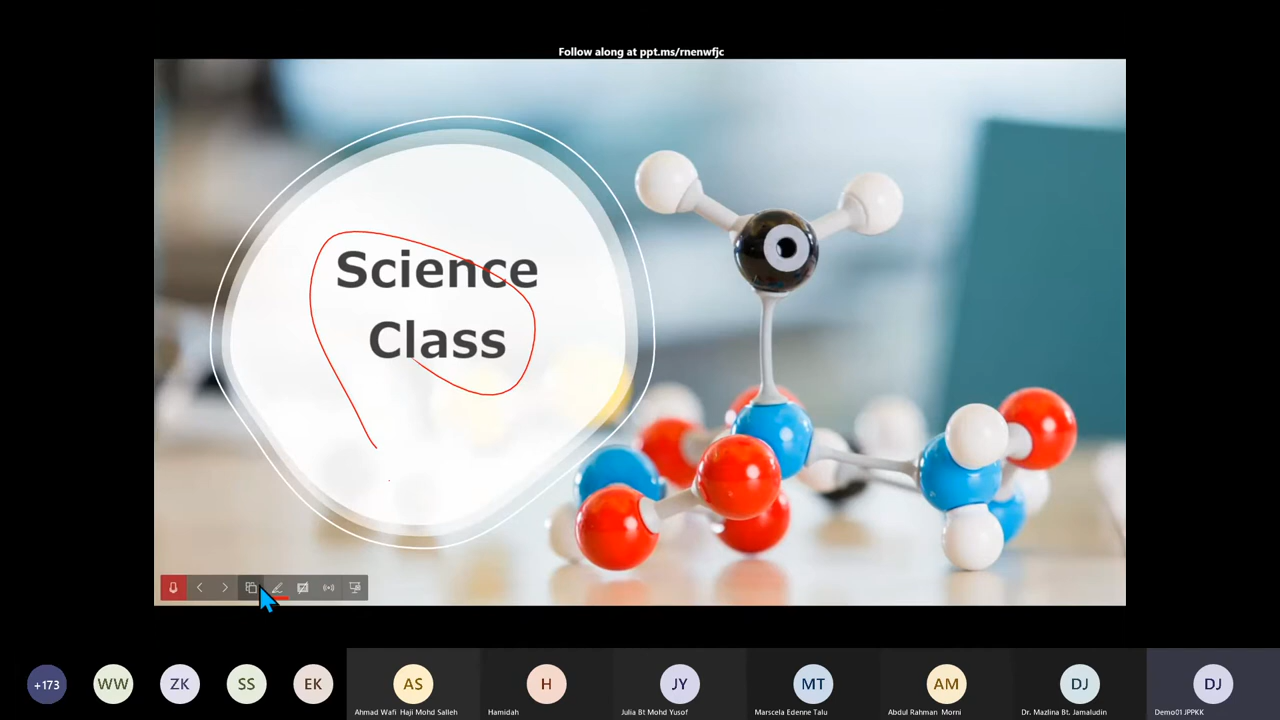 Follow along at ppt.ms/rnenwfjc
Science
Class
+173
WW
ZK
SS
EK
AS
H
JY
MT
AM
DJ
DJ
Ahmad Wafi Haji Mohd Salleh
Hamidah
Julia Bt Mohd Yusof
Marscela Edenne Talu
Abdul Rahman Morni
Dr. Mazlina Bt. Jamaludin
Demo01 JPPKK